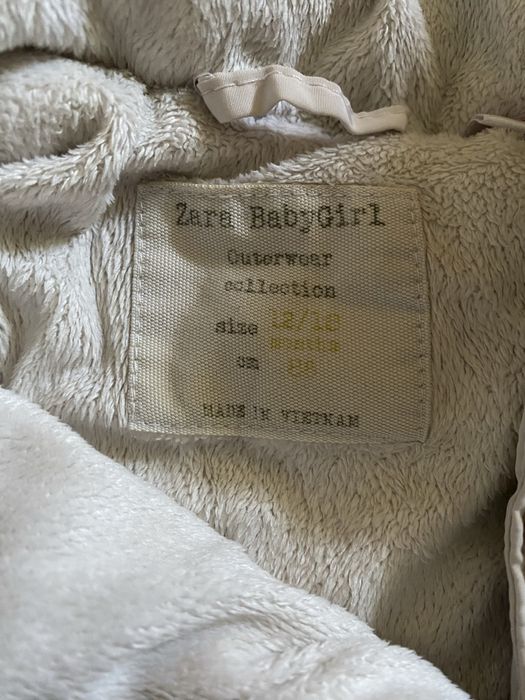 Zara BabyGirl
Outerwear
collection
size 12/18
months
cm 86
MADE IN VIETNAM